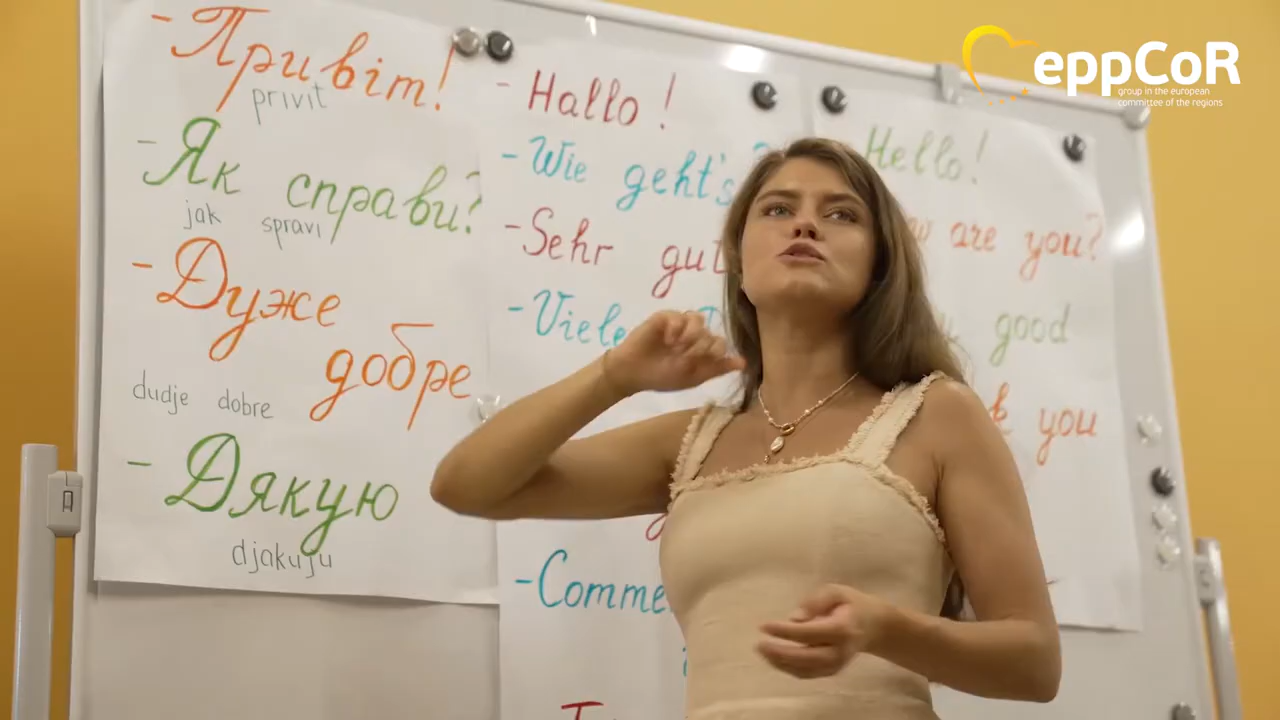 - Привіт!
privit
- Як справи?
jak spravi
- Дуже
добре
dudje dobre
- Дякую
djakuju
- Hallo!
- Wie geht's ?
- Sehr gut
- Viele
- Comme
Hello!
are you?
good
you
eppCoR
group in the european
committee of the regions